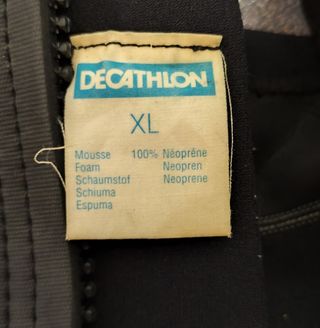 DECATHLON
XL
Mousse 100% Néoprène
Foam Neopren
Schaumstof Neoprene
Schiuma
Espuma